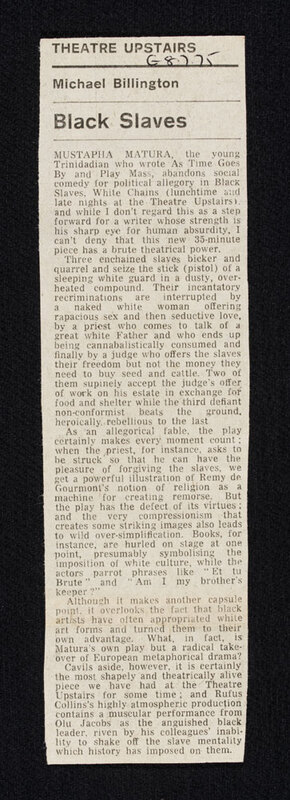 THEATRE UPSTAIRS
G 8.7.75
Michael Billington
Black Slaves
MUSTAPHA MATURA, the young
Trinidadian who wrote As Time Goes
By and Play Mass, abandons social
comedy for political allegory in Black
Slaves, White Chains (lunchtime and
late nights at the Theatre Upstairs),
and while I don't regard this as a step
forward for a writer whose strength is
his sharp eye for human absurdity, I
can't deny that this new 35-minute
piece has a brute theatrical power.
Three enchained slaves bicker and
quarrel and seize the stick (pistol) of a
sleeping white guard in a dusty, over-
heated compound. Their incantatory
recriminations are interrupted by
a naked white woman offering
rapacious sex and then seductive love,
by a priest who comes to talk of a
great white Father and who ends up
being cannabistically consumed and
finally by a judge who offers the slaves
their freedom but not the money they
need to buy seed and cattle. Two of
them supinely accept the judge's offer
of work on his estate in exchange for
food and shelter while the third defiant
non-conformist beats the ground,
heroically rebellious to the last
As an allegorical fable, the play
certainly makes every moment count;
when the priest, for instance, asks to
be struck so that he can have the
pleasure of forgiving the slaves, we
get a powerful illustration of Remy de
Gourmont's notion of religion as a
machine for creating remorse. But
the play has the defect of its virtues;
and the very compressionism that
creates some striking images also leads
to wild over-simplification. Books, for
instance, are hurled on stage at one
point, presumably symbolising the
imposition of white culture, while the
actors parrot phrases like "Et tu
Brute" and "Am I my brother's
keeper?"
Although it makes another capsule
point, it overlooks the fact that black
artists have often appropriated white
art forms and turned them to their
own advantage. What, in fact, is
Matura's own play but a radical take-
over of European metaphorical drama?
Cavils aside, however, it is certainly
the most shapely and theatrically alive
piece we have had at the Theatre
Upstairs for some time; and Rufus
Collins's highly atmospheric production
contains a muscular performance from
Olu Jacobs as the anguished black
leader, riven by his colleagues' inabi-
lity to shake off the slave mentality
which history has imposed on them.